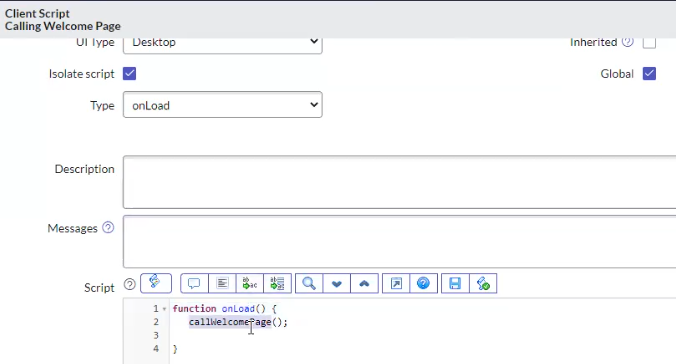 Client Script
Calling Welcome Page
UI Type Desktop Inherited
Isolate script Global
Type onLoad
Description
Messages
Script
1 function onLoad() {
2 callWelcomePage();
3
4 }